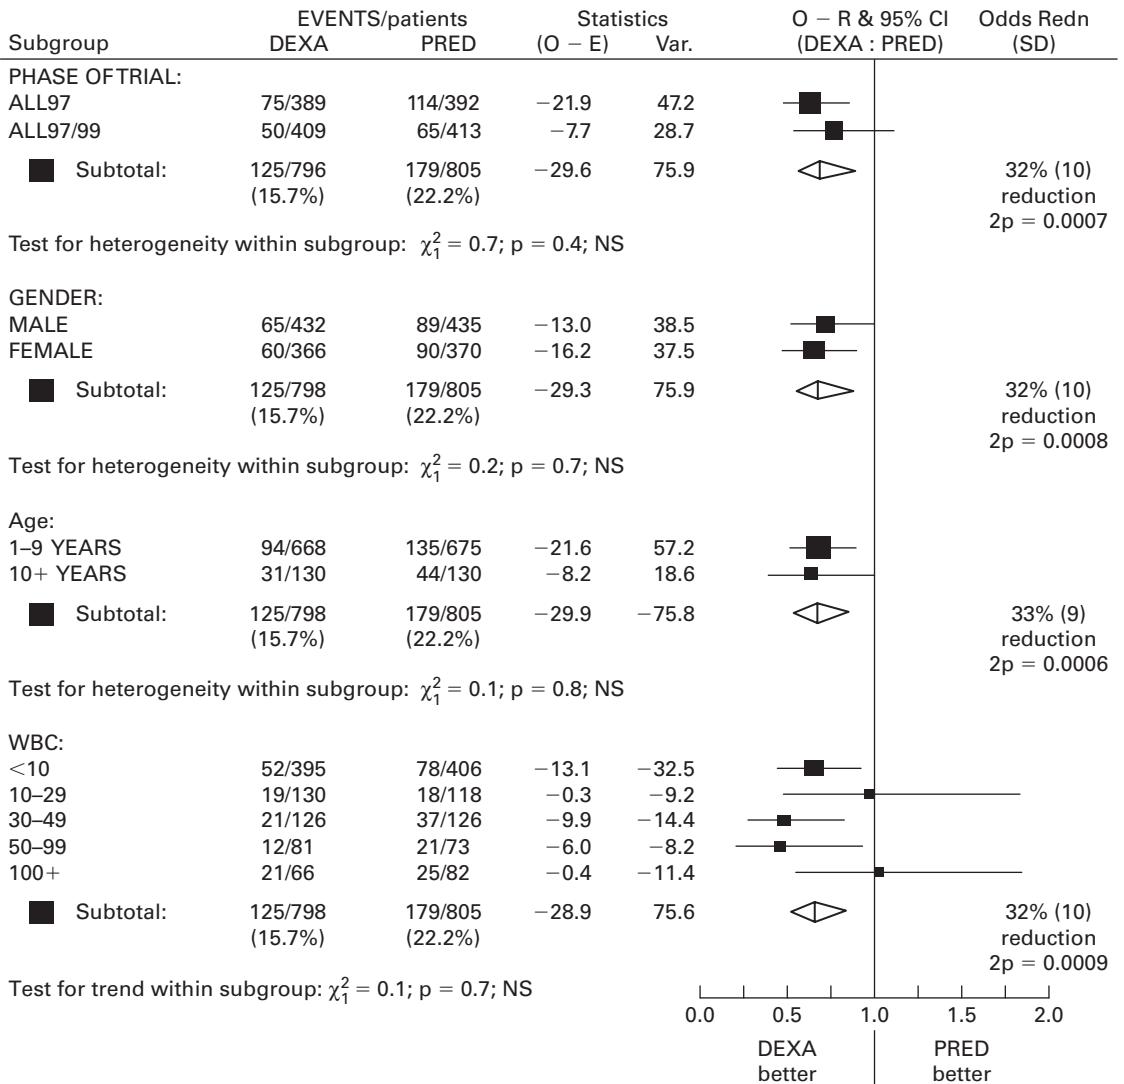 EVENTS/patients Statistics O − R & 95% CI Odds Redn
Subgroup DEXA PRED (O − E) Var. (DEXA : PRED) (SD)
PHASE OF TRIAL:
ALL97 75/389 114/392 −21.9 47.2
ALL97/99 50/409 65/413 −7.7 28.7
Subtotal: 125/796 179/805 −29.6 75.9 32% (10)
(15.7%) (22.2%) reduction
2p = 0.0007
Test for heterogeneity within subgroup: χ²₁ = 0.7; p = 0.4; NS
GENDER:
MALE 65/432 89/435 −13.0 38.5
FEMALE 60/366 90/370 −16.2 37.5
Subtotal: 125/798 179/805 −29.3 75.9 32% (10)
(15.7%) (22.2%) reduction
2p = 0.0008
Test for heterogeneity within subgroup: χ²₁ = 0.2; p = 0.7; NS
Age:
1–9 YEARS 94/668 135/675 −21.6 57.2
10+ YEARS 31/130 44/130 −8.2 18.6
Subtotal: 125/798 179/805 −29.9 −75.8 33% (9)
(15.7%) (22.2%) reduction
2p = 0.0006
Test for heterogeneity within subgroup: χ²₁ = 0.1; p = 0.8; NS
WBC:
<10 52/395 78/406 −13.1 −32.5
10–29 19/130 18/118 −0.3 −9.2
30–49 21/126 37/126 −9.9 −14.4
50–99 12/81 21/73 −6.0 −8.2
100+ 21/66 25/82 −0.4 −11.4
Subtotal: 125/798 179/805 −28.9 75.6 32% (10)
(15.7%) (22.2%) reduction
2p = 0.0009
Test for trend within subgroup: χ²₁ = 0.1; p = 0.7; NS
0.0 0.5 1.0 1.5 2.0
DEXA PRED
better better